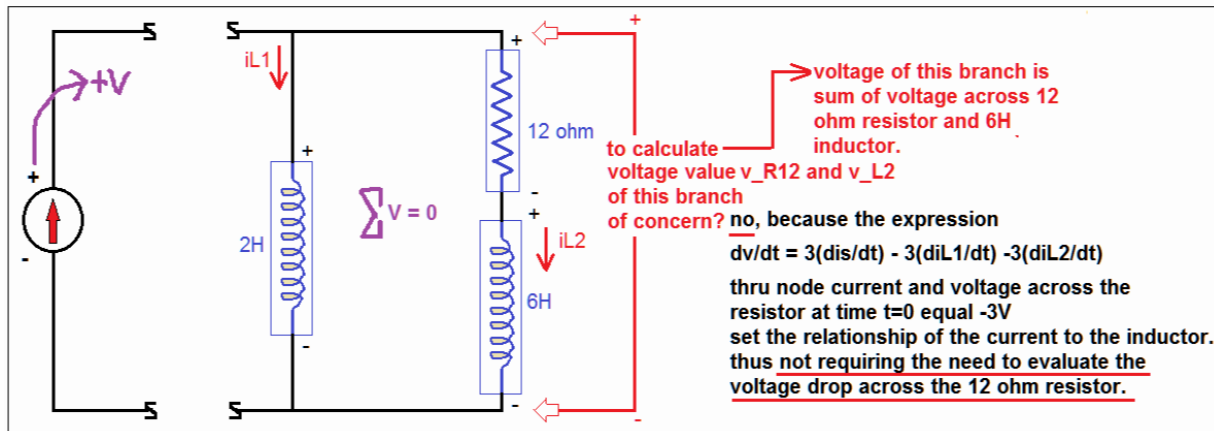 +V
+
-
iL1
+
2H
-
∑ V = 0
+
12 ohm
-
+
iL2
6H
-
+
-
to calculate
voltage value v_R12 and v_L2
of this branch
of concern?
voltage of this branch is
sum of voltage across 12
ohm resistor and 6H
inductor.
no, because the expression
dv/dt = 3(dis/dt) - 3(diL1/dt) -3(diL2/dt)
thru node current and voltage across the
resistor at time t=0 equal -3V
set the relationship of the current to the inductor.
thus not requiring the need to evaluate the
voltage drop across the 12 ohm resistor.